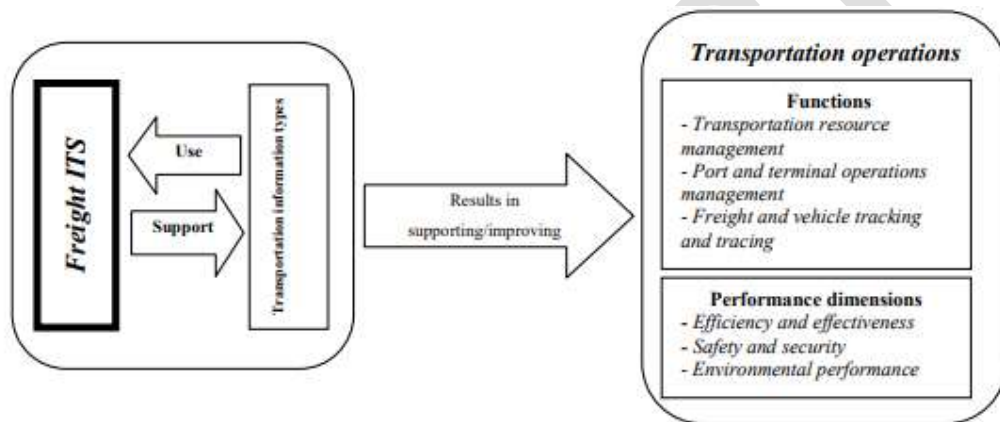 Freight ITS
Use
Support
Transportation information types
Results in
supporting/improving
Transportation operations
Functions
- Transportation resource
management
- Port and terminal operations
management
- Freight and vehicle tracking
and tracing
Performance dimensions
- Efficiency and effectiveness
- Safety and security
- Environmental performance